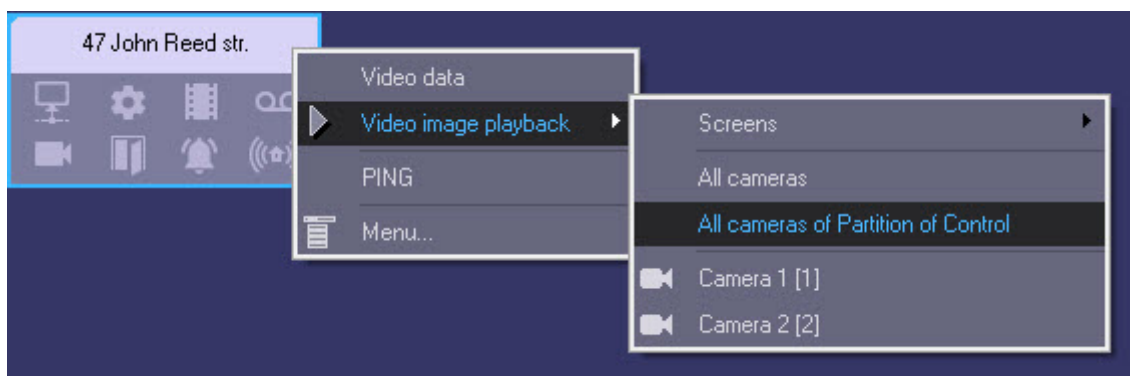 47 John Reed str.
Video data
Video image playback
PING
Menu...
Screens
All cameras
All cameras of Partition of Control
Camera 1 [1]
Camera 2 [2]